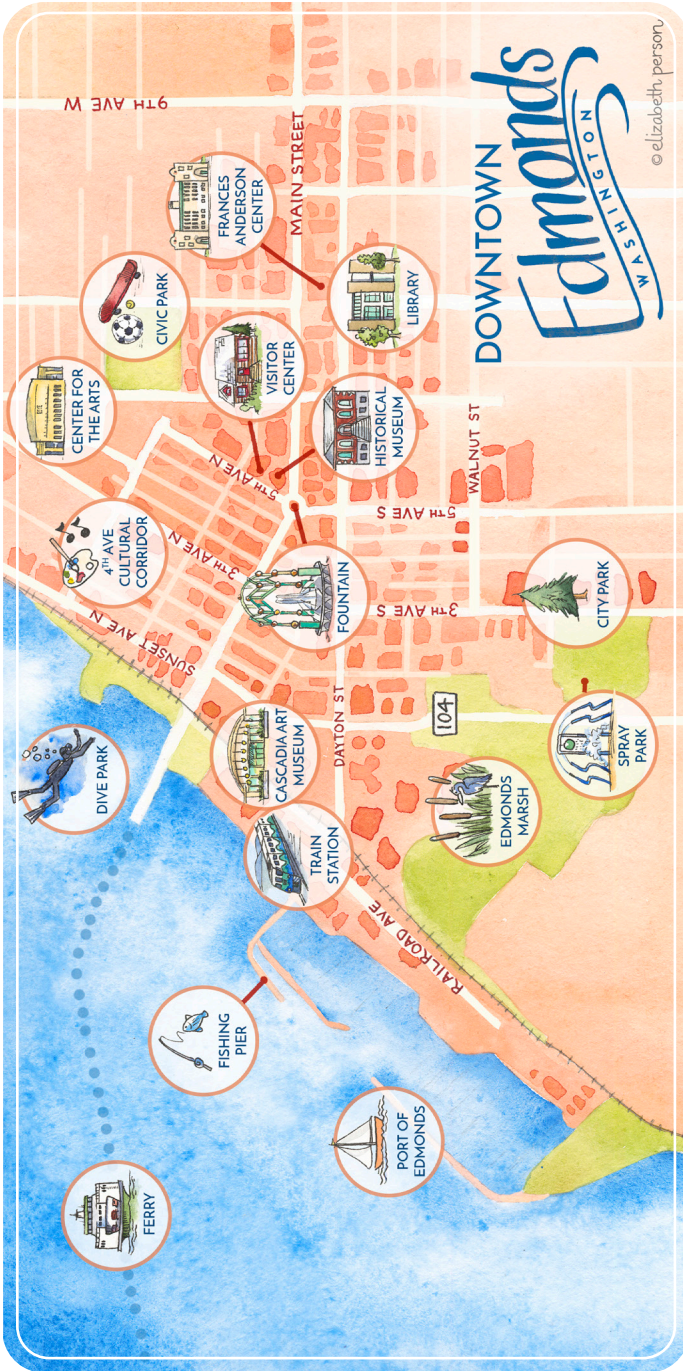 DOWNTOWN
Edmonds
WASHINGTON
© elizabeth person
9TH AVE W
MAIN STREET
FRANCES
ANDERSON
CENTER
LIBRARY
CIVIC PARK
VISITOR
CENTER
CENTER FOR
THE ARTS
HISTORICAL
MUSEUM
WALNUT ST
5TH AVE N
5TH AVE S
4TH AVE
CULTURAL
CORRIDOR
3TH AVE N
3TH AVE S
FOUNTAIN
CITY PARK
SUNSET AVE N
DAYTON ST
104
CASCADIA ART
MUSEUM
SPRAY
PARK
DIVE PARK
EDMONDS
MARSH
TRAIN
STATION
RAILROAD AVE
FISHING
PIER
PORT OF
EDMONDS
FERRY